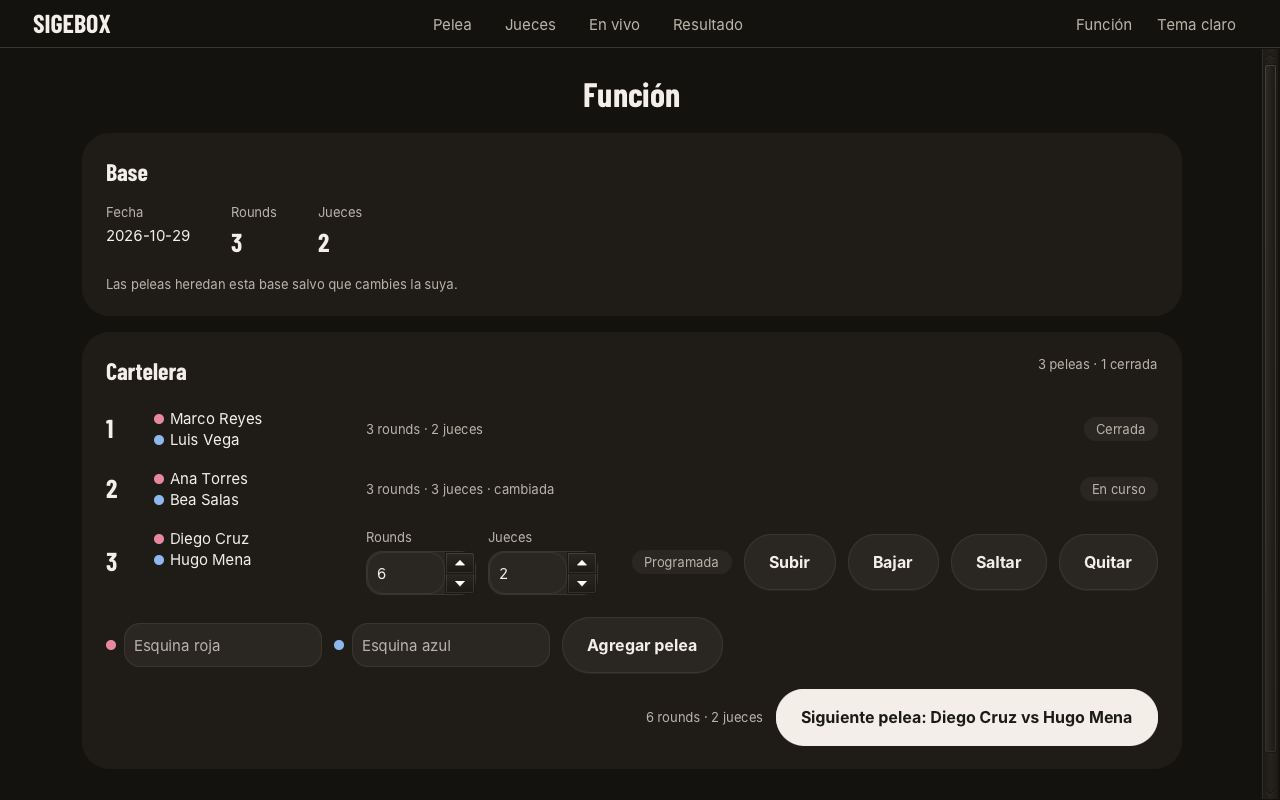 SIGEBOX
Pelea
Jueces
En vivo
Resultado
Función
Tema claro
Función
Base
Fecha
Rounds
Jueces
2026-10-29
3
2
Las peleas heredan esta base salvo que cambies la suya.
Cartelera
3 peleas · 1 cerrada
1
Marco Reyes
Luis Vega
3 rounds · 2 jueces
Cerrada
2
Ana Torres
Bea Salas
3 rounds · 3 jueces · cambiada
En curso
3
Diego Cruz
Hugo Mena
Rounds
6
Jueces
2
Programada
Subir
Bajar
Saltar
Quitar
Esquina roja
Esquina azul
Agregar pelea
6 rounds · 2 jueces
Siguiente pelea: Diego Cruz vs Hugo Mena